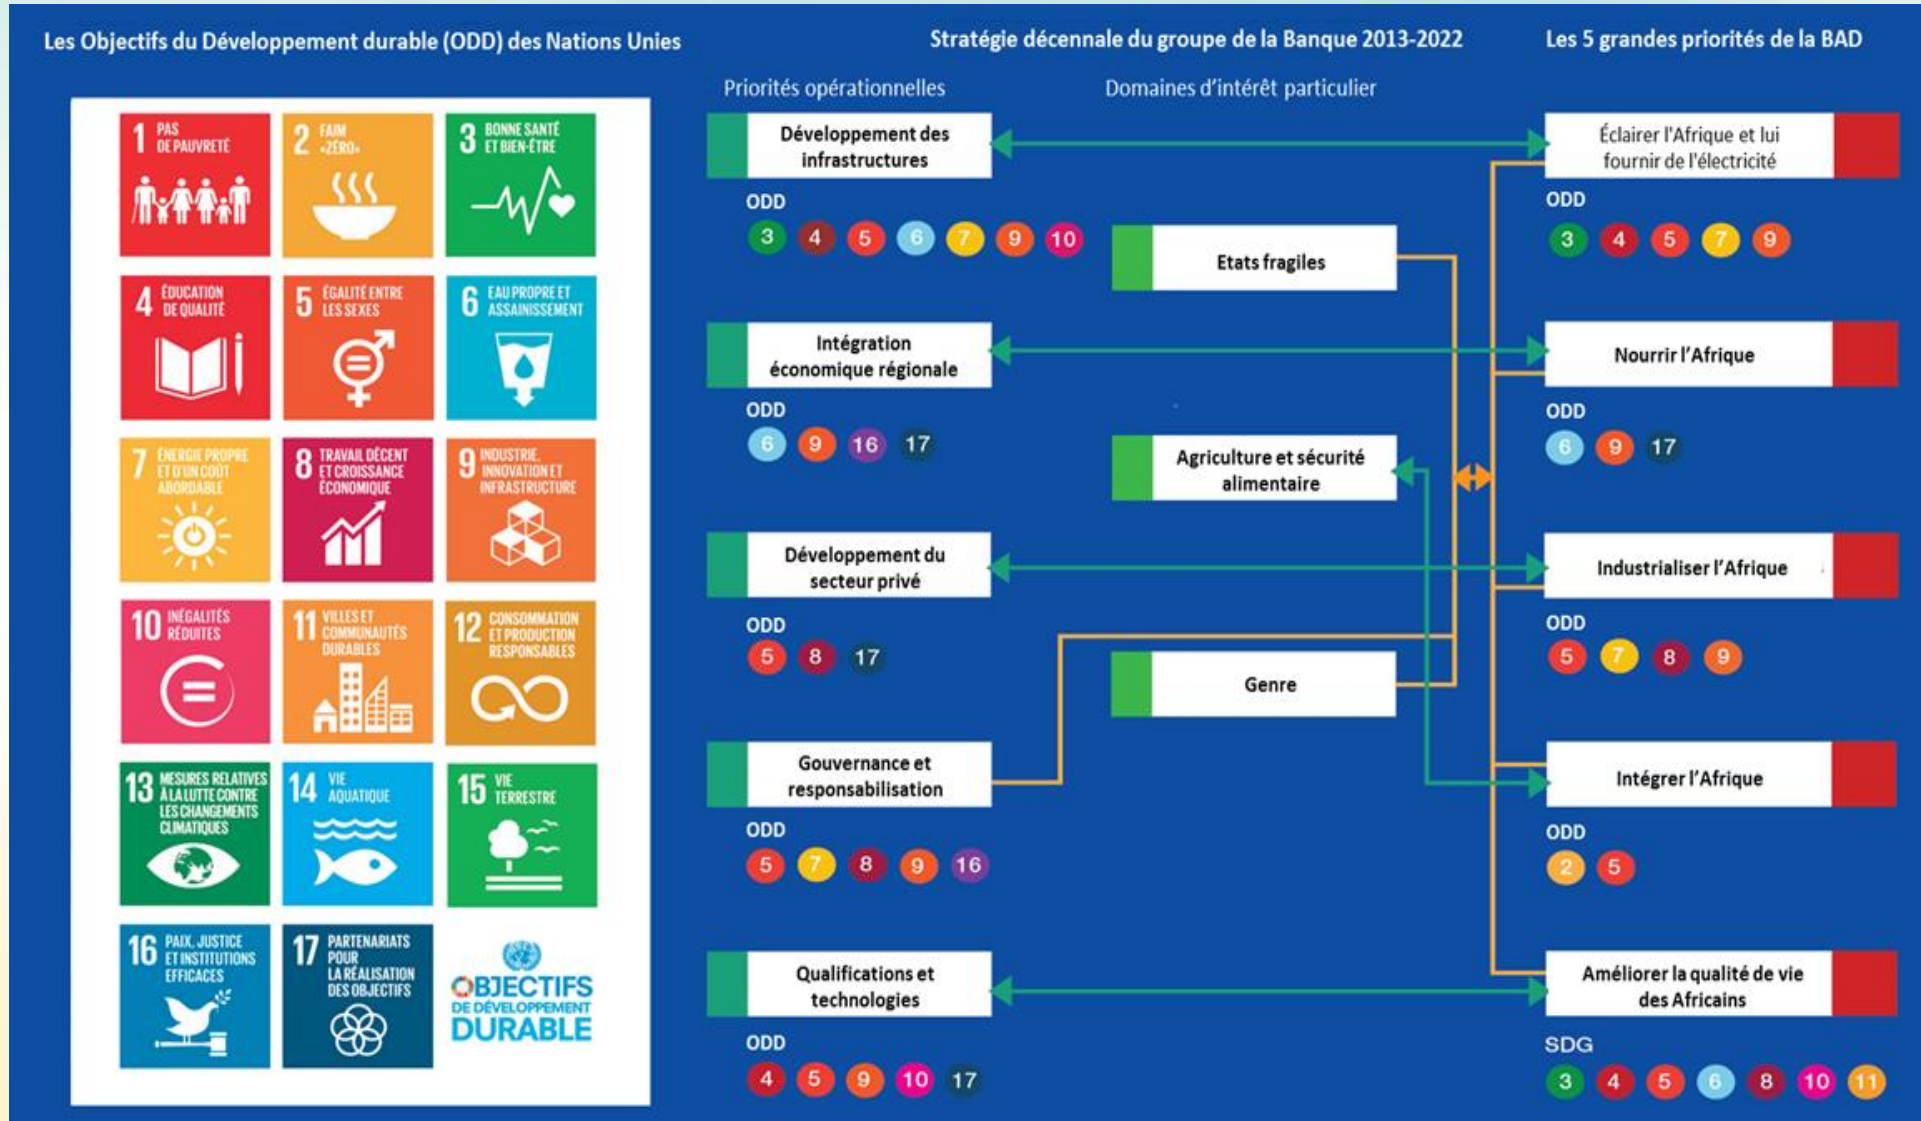 Les Objectifs du Développement durable (ODD) des Nations Unies
1 PAS
DE PAUVRETÉ
2 FAIM
«ZÉRO»
3 BONNE SANTÉ
ET BIEN-ÊTRE
4 ÉDUCATION
DE QUALITÉ
5 ÉGALITÉ ENTRE
LES SEXES
6 EAU PROPRE ET
ASSAINISSEMENT
7 ÉNERGIE PROPRE
ET D'UN COÛT
ABORDABLE
8 TRAVAIL DÉCENT
ET CROISSANCE
ÉCONOMIQUE
9 INDUSTRIE,
INNOVATION ET
INFRASTRUCTURE
10 INÉGALITÉS
RÉDUITES
11 VILLES ET
COMMUNAUTÉS
DURABLES
12 CONSOMMATION
ET PRODUCTION
RESPONSABLES
13 MESURES RELATIVES
À LA LUTTE CONTRE
LES CHANGEMENTS
CLIMATIQUES
14 VIE
AQUATIQUE
15 VIE
TERRESTRE
16 PAIX, JUSTICE
ET INSTITUTIONS
EFFICACES
17 PARTENARIATS
POUR
LA RÉALISATION
DES OBJECTIFS
OBJECTIFS
DE DÉVELOPPEMENT
DURABLE
Stratégie décennale du groupe de la Banque 2013-2022
Priorités opérationnelles
Développement des
infrastructures
ODD
3 4 5 6 7 9 10
Intégration
économique régionale
ODD
6 9 16 17
Développement du
secteur privé
ODD
5 8 17
Gouvernance et
responsabilisation
ODD
5 7 8 9 16
Qualifications et
technologies
ODD
4 5 9 10 17
Domaines d'intérêt particulier
Etats fragiles
Agriculture et sécurité
alimentaire
Genre
Les 5 grandes priorités de la BAD
Éclairer l'Afrique et lui
fournir de l'électricité
ODD
3 4 5 7 9
Nourrir l'Afrique
ODD
6 9 17
Industrialiser l'Afrique
ODD
5 7 8 9
Intégrer l'Afrique
ODD
2 5
Améliorer la qualité de vie
des Africains
SDG
3 4 5 6 8 10 11